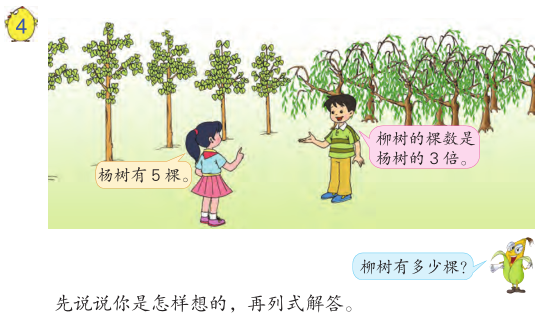 4
杨树有5棵。
柳树的棵数是
杨树的3倍。
柳树有多少棵?
先说说你是怎样想的，再列式解答。